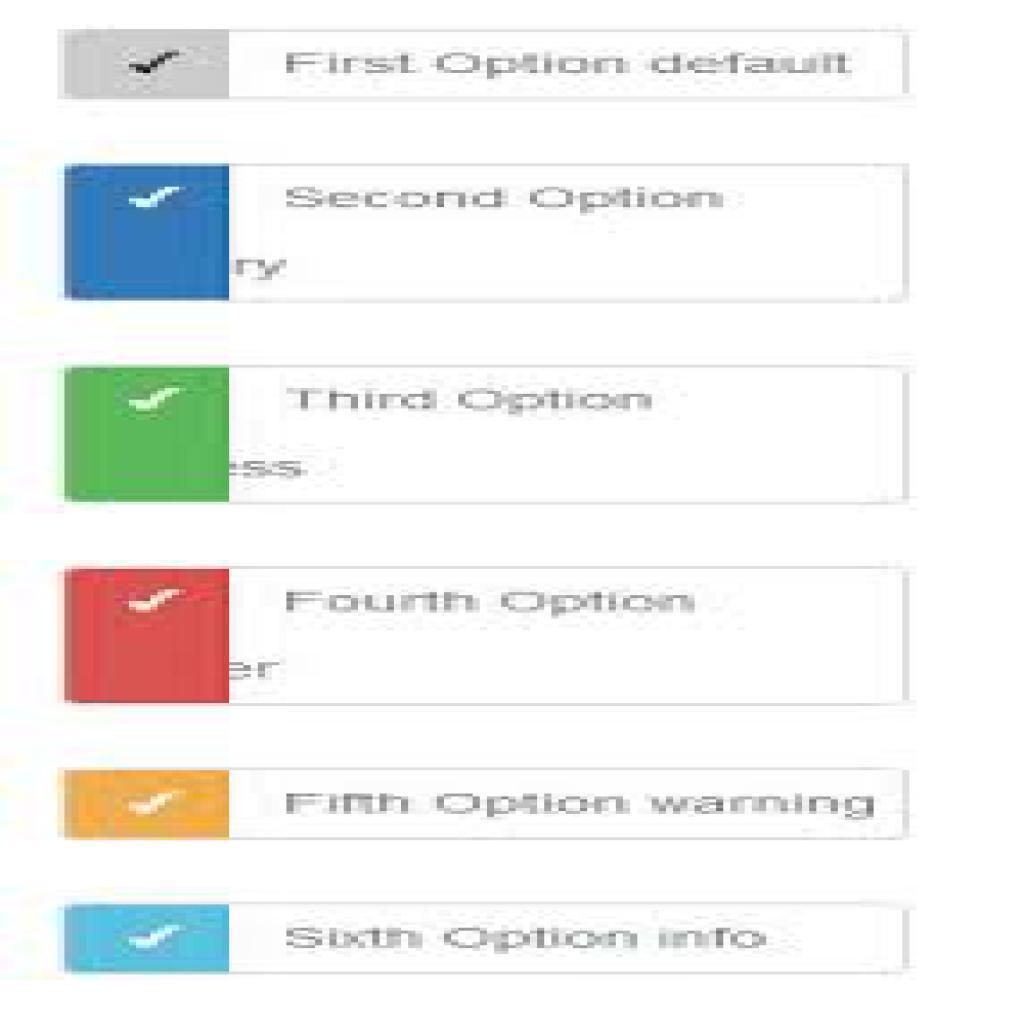 First Option default
Second Option
ry
Third Option
ess
Fourth Option
er
Fifth Option warning
Sixth Option info